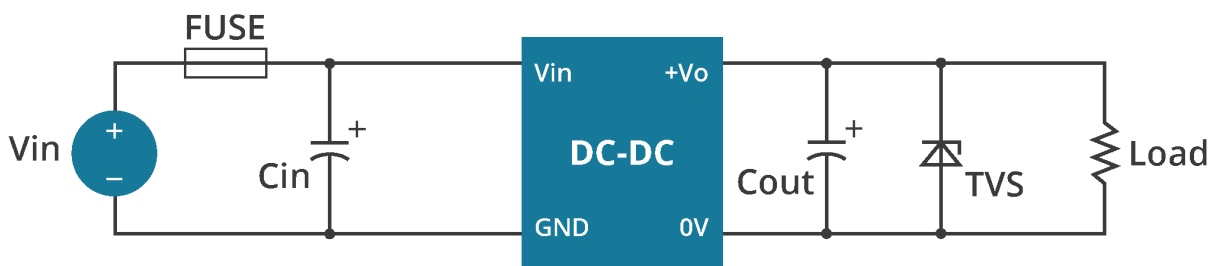 FUSE
Vin
+
−
+
Cin
Vin
+Vo
DC-DC
GND
0V
+
Cout
TVS
Load